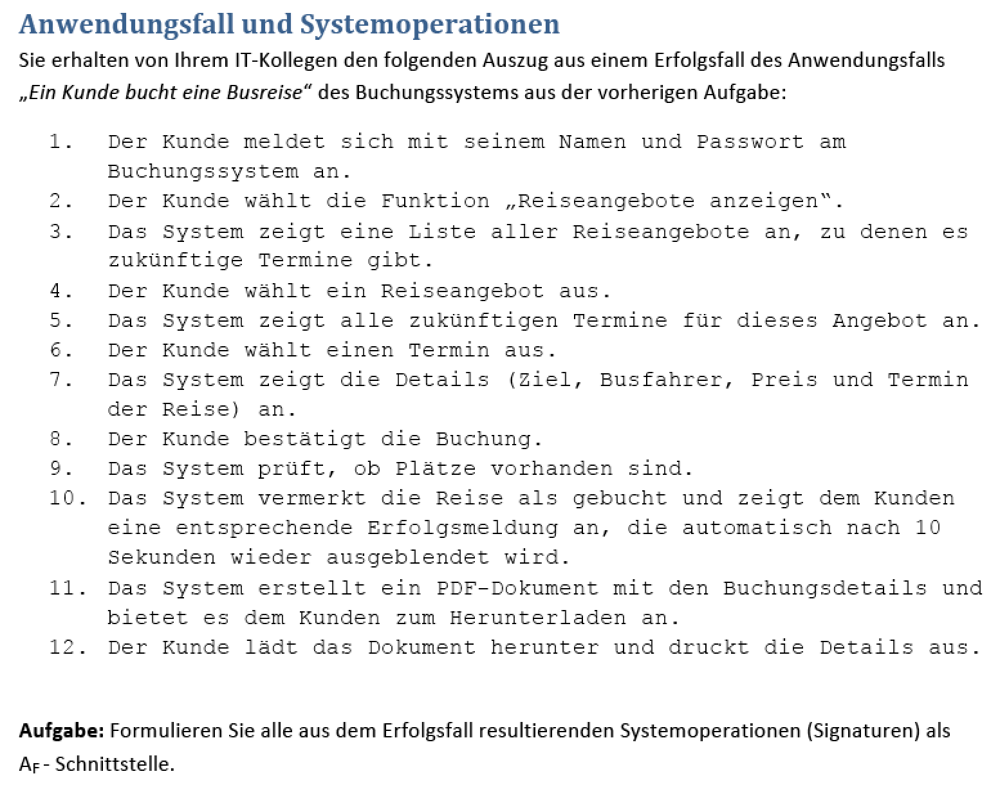 Anwendungsfall und Systemoperationen
Sie erhalten von Ihrem IT-Kollegen den folgenden Auszug aus einem Erfolgsfall des Anwendungsfalls
„Ein Kunde bucht eine Busreise“ des Buchungssystems aus der vorherigen Aufgabe:
1. Der Kunde meldet sich mit seinem Namen und Passwort am
Buchungssystem an.
2. Der Kunde wählt die Funktion „Reiseangebote anzeigen“.
3. Das System zeigt eine Liste aller Reiseangebote an, zu denen es
zukünftige Termine gibt.
4. Der Kunde wählt ein Reiseangebot aus.
5. Das System zeigt alle zukünftigen Termine für dieses Angebot an.
6. Der Kunde wählt einen Termin aus.
7. Das System zeigt die Details (Ziel, Busfahrer, Preis und Termin
der Reise) an.
8. Der Kunde bestätigt die Buchung.
9. Das System prüft, ob Plätze vorhanden sind.
10. Das System vermerkt die Reise als gebucht und zeigt dem Kunden
eine entsprechende Erfolgsmeldung an, die automatisch nach 10
Sekunden wieder ausgeblendet wird.
11. Das System erstellt ein PDF-Dokument mit den Buchungsdetails und
bietet es dem Kunden zum Herunterladen an.
12. Der Kunde lädt das Dokument herunter und druckt die Details aus.
Aufgabe: Formulieren Sie alle aus dem Erfolgsfall resultierenden Systemoperationen (Signaturen) als
AF - Schnittstelle.